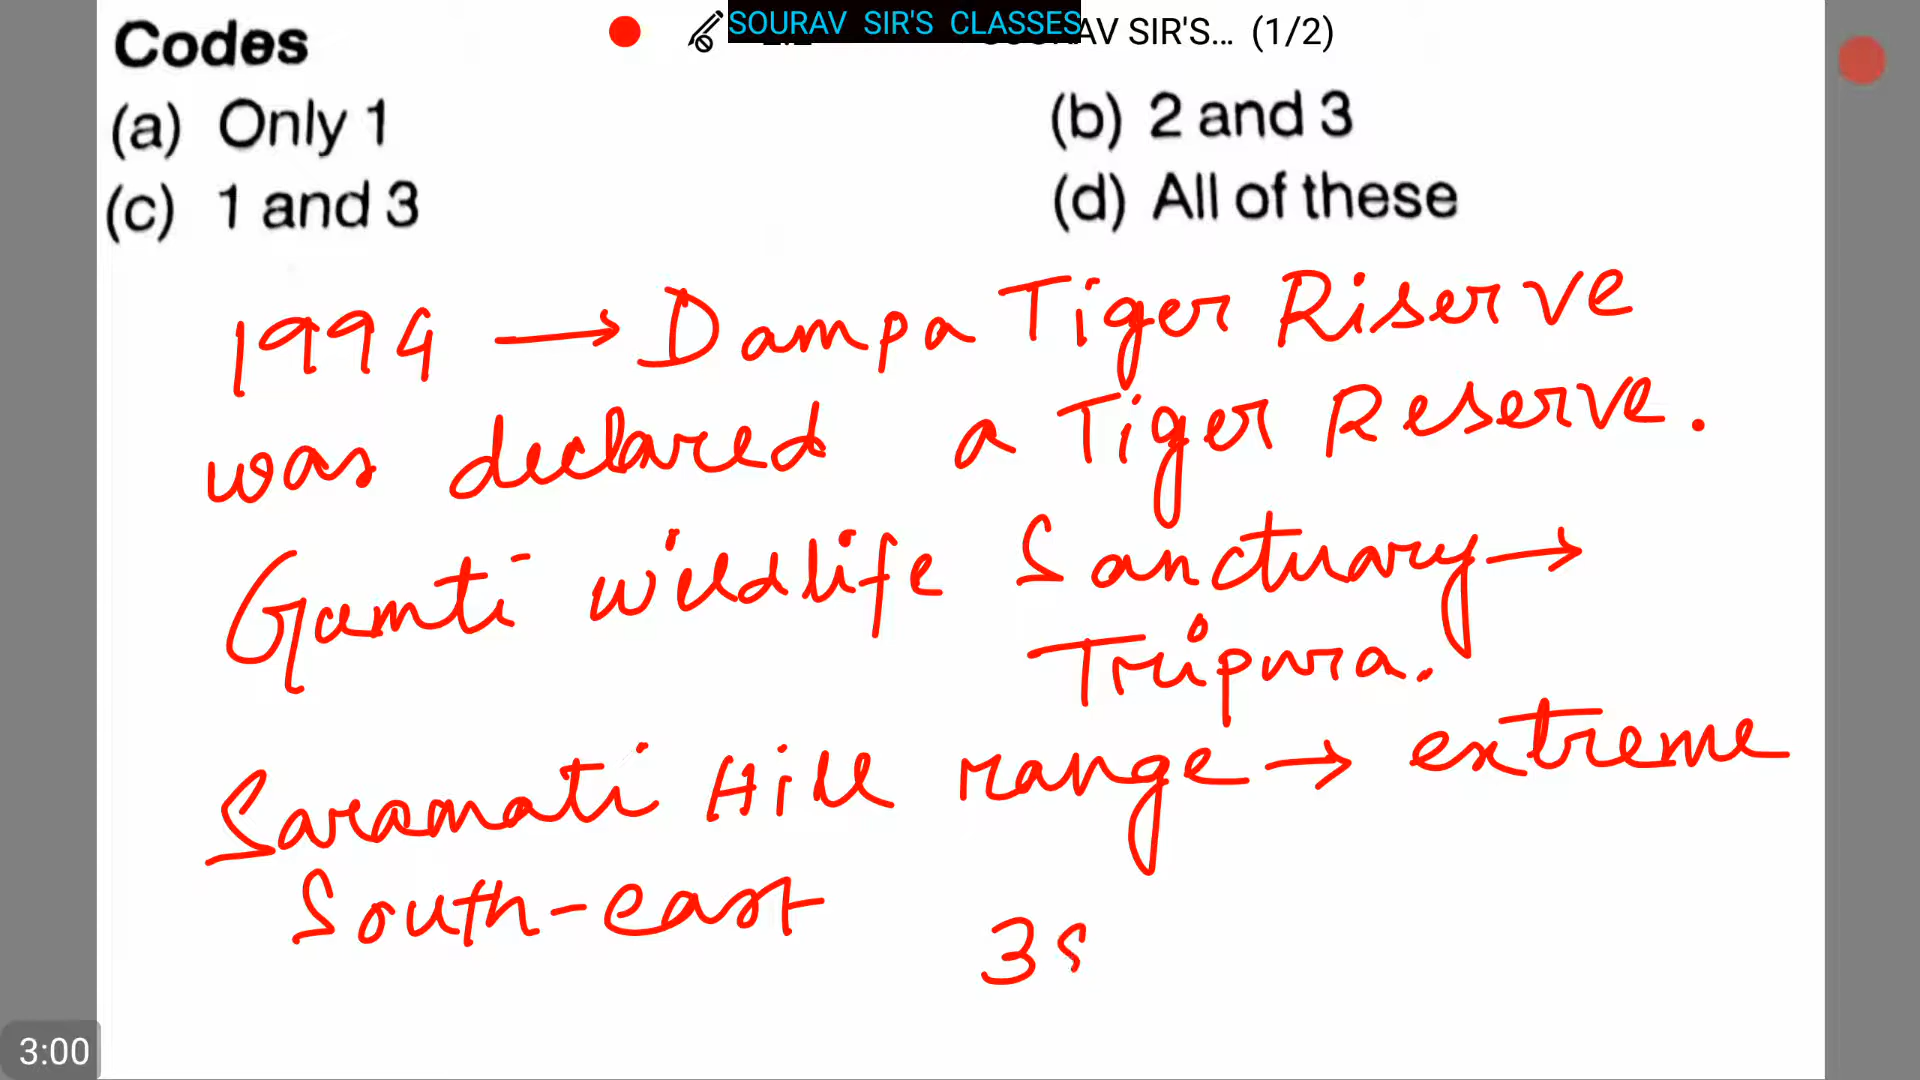 SOURAV SIR'S CLASSES
AV SIR'S... (1/2)
Codes
(a) Only 1
(b) 2 and 3
(c) 1 and 3
(d) All of these
1994 → Dampa Tiger Riserve
was declared a Tiger Reserve.
Gumti wildlife Sanctuary →
Tripura.
Saramati Hill range → extreme
South-east
3s
3:00